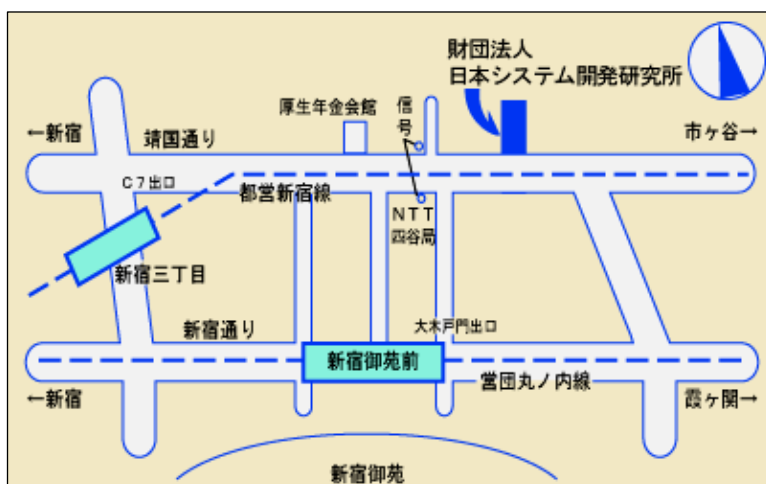 財団法人
日本システム開発研究所
厚生年金会館
信号
←新宿
靖国通り
市ヶ谷→
C7出口
都営新宿線
NTT
四谷局
新宿三丁目
新宿通り
大木戸門出口
新宿御苑前
営団丸ノ内線
←新宿
霞ヶ関→
新宿御苑